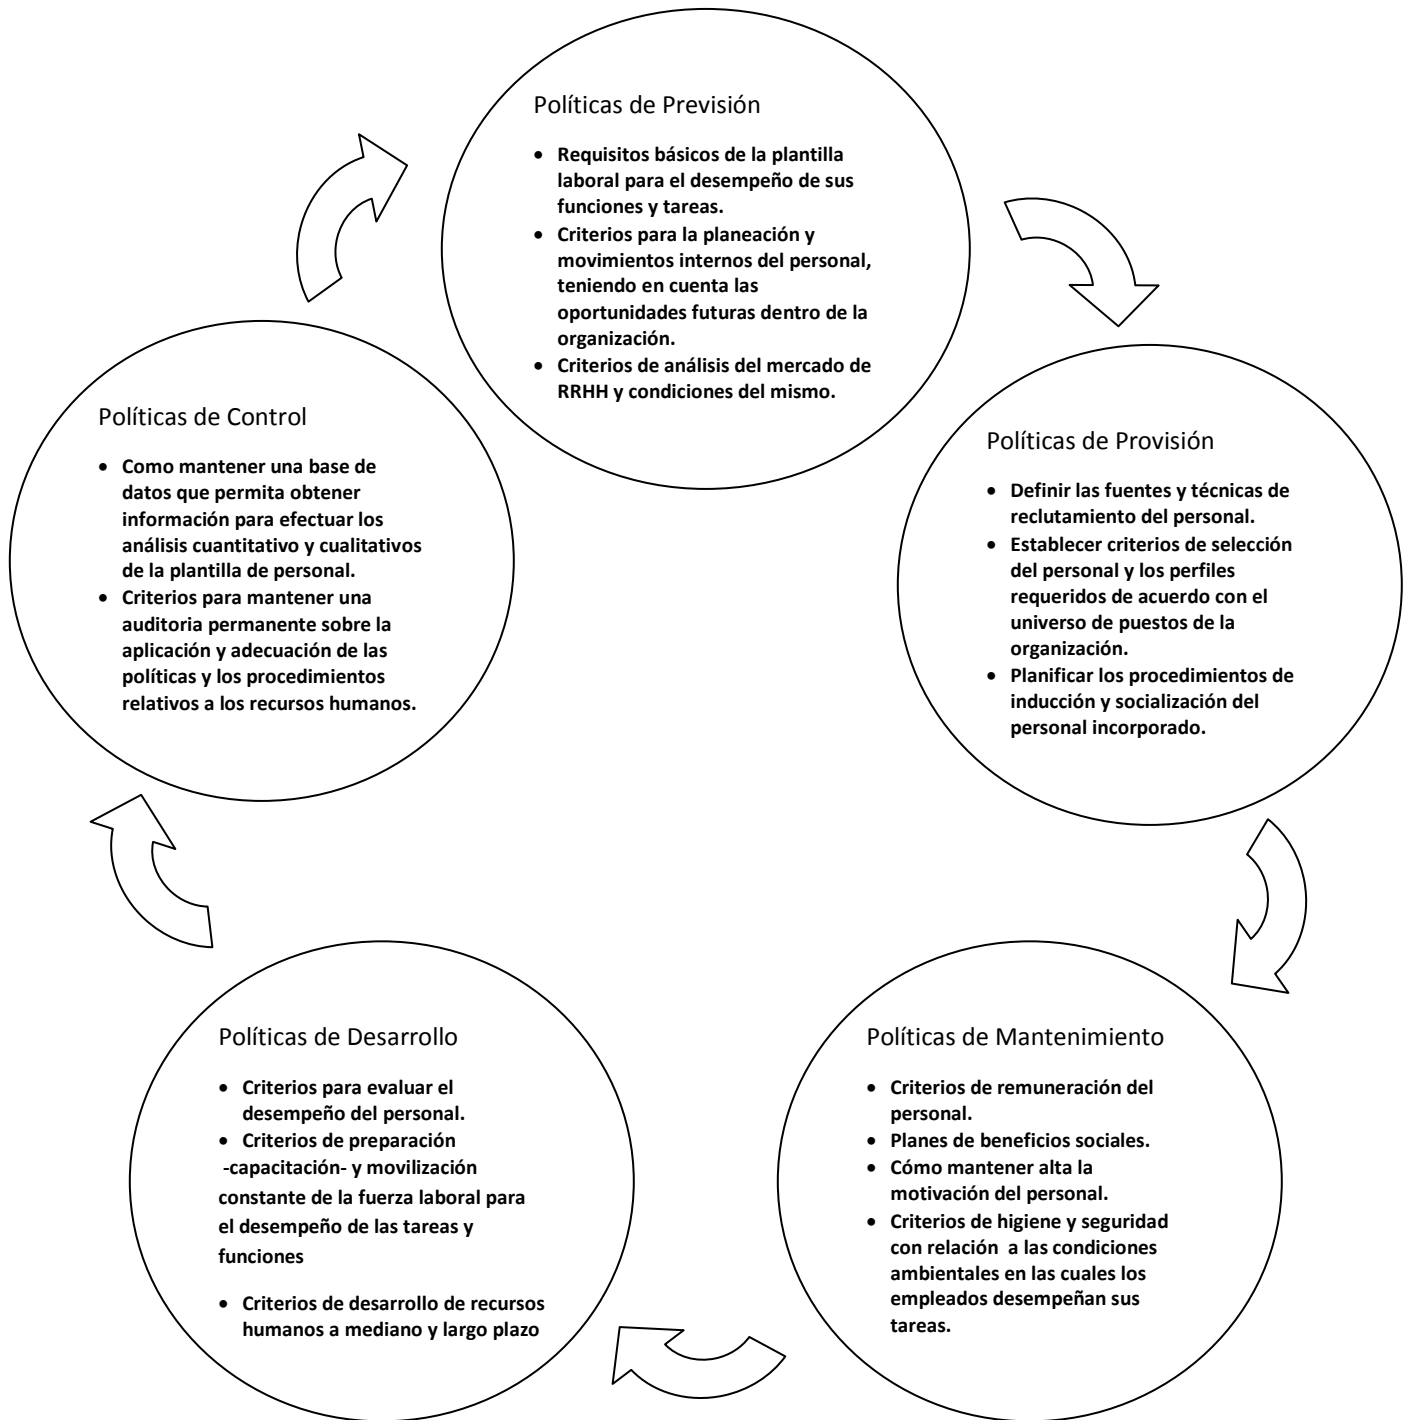 Políticas de Previsión
• Requisitos básicos de la plantilla
laboral para el desempeño de sus
funciones y tareas.
• Criterios para la planeación y
movimientos internos del personal,
teniendo en cuenta las
oportunidades futuras dentro de la
organización.
• Criterios de análisis del mercado de
RRHH y condiciones del mismo.
Políticas de Provisión
• Definir las fuentes y técnicas de
reclutamiento del personal.
• Establecer criterios de selección
del personal y los perfiles
requeridos de acuerdo con el
universo de puestos de la
organización.
• Planificar los procedimientos de
inducción y socialización del
personal incorporado.
Políticas de Mantenimiento
• Criterios de remuneración del
personal.
• Planes de beneficios sociales.
• Cómo mantener alta la
motivación del personal.
• Criterios de higiene y seguridad
con relación a las condiciones
ambientales en las cuales los
empleados desempeñan sus
tareas.
Políticas de Desarrollo
• Criterios para evaluar el
desempeño del personal.
• Criterios de preparación
-capacitación- y movilización
constante de la fuerza laboral para
el desempeño de las tareas y
funciones
• Criterios de desarrollo de recursos
humanos a mediano y largo plazo
Políticas de Control
• Como mantener una base de
datos que permita obtener
información para efectuar los
análisis cuantitativo y cualitativos
de la plantilla de personal.
• Criterios para mantener una
auditoria permanente sobre la
aplicación y adecuación de las
políticas y los procedimientos
relativos a los recursos humanos.